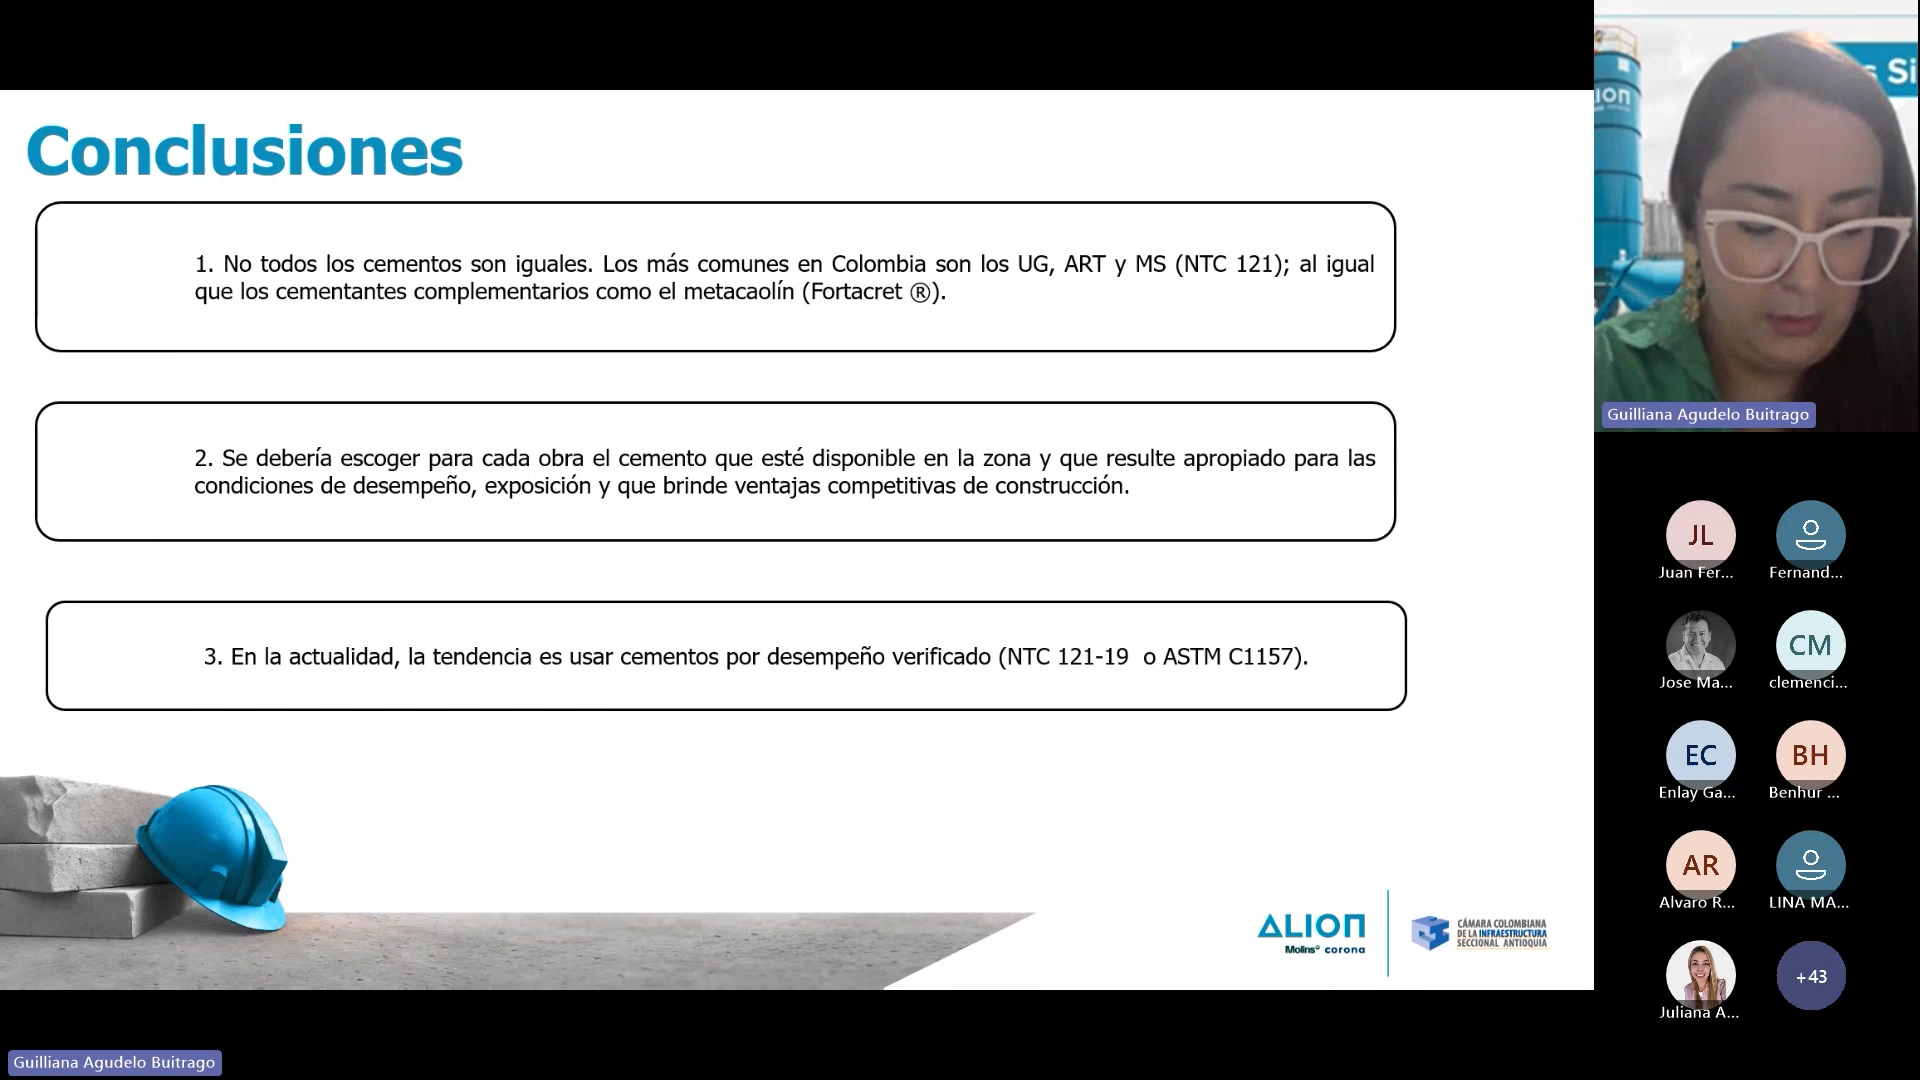 Conclusiones
1. No todos los cementos son iguales. Los más comunes en Colombia son los UG, ART y MS (NTC 121); al igual
que los cementantes complementarios como el metacaolín (Fortacret ®).
2. Se debería escoger para cada obra el cemento que esté disponible en la zona y que resulte apropiado para las
condiciones de desempeño, exposición y que brinde ventajas competitivas de construcción.
3. En la actualidad, la tendencia es usar cementos por desempeño verificado (NTC 121-19  o ASTM C1157).
ALION
Molins corona
CÁMARA COLOMBIANA
DE LA INFRAESTRUCTURA
SECCIONAL ANTIOQUIA
Guilliana Agudelo Buitrago
s Si
ION
Guilliana Agudelo Buitrago
JL
Juan Fer...
Fernand...
Jose Ma...
CM
clemenci...
EC
Enlay Ga...
BH
Benhur ...
AR
Alvaro R...
LINA MA...
Juliana A...
+43